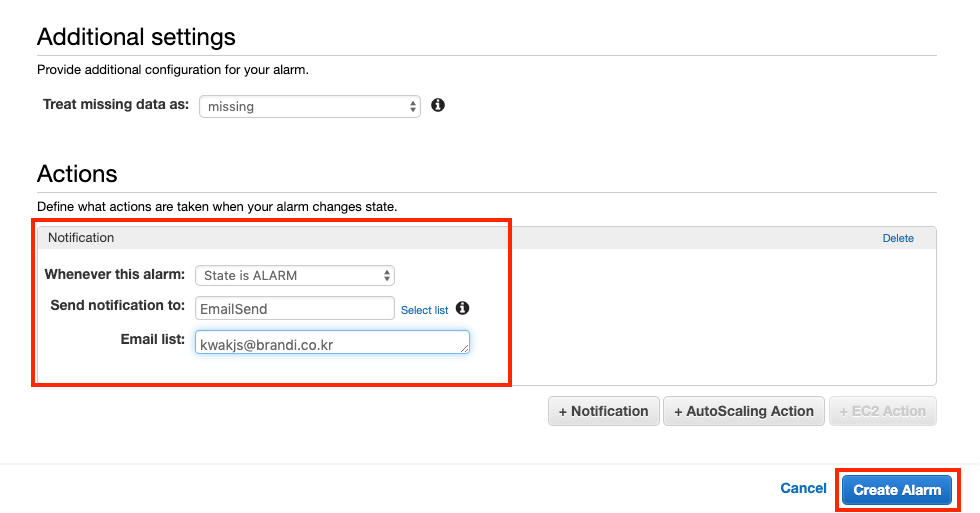 Additional settings
Provide additional configuration for your alarm.
Treat missing data as: missing
Actions
Define what actions are taken when your alarm changes state.
Notification Delete
Whenever this alarm: State is ALARM
Send notification to: EmailSend Select list
Email list: kwakjs@brandi.co.kr
+ Notification + AutoScaling Action + EC2 Action
Cancel Create Alarm